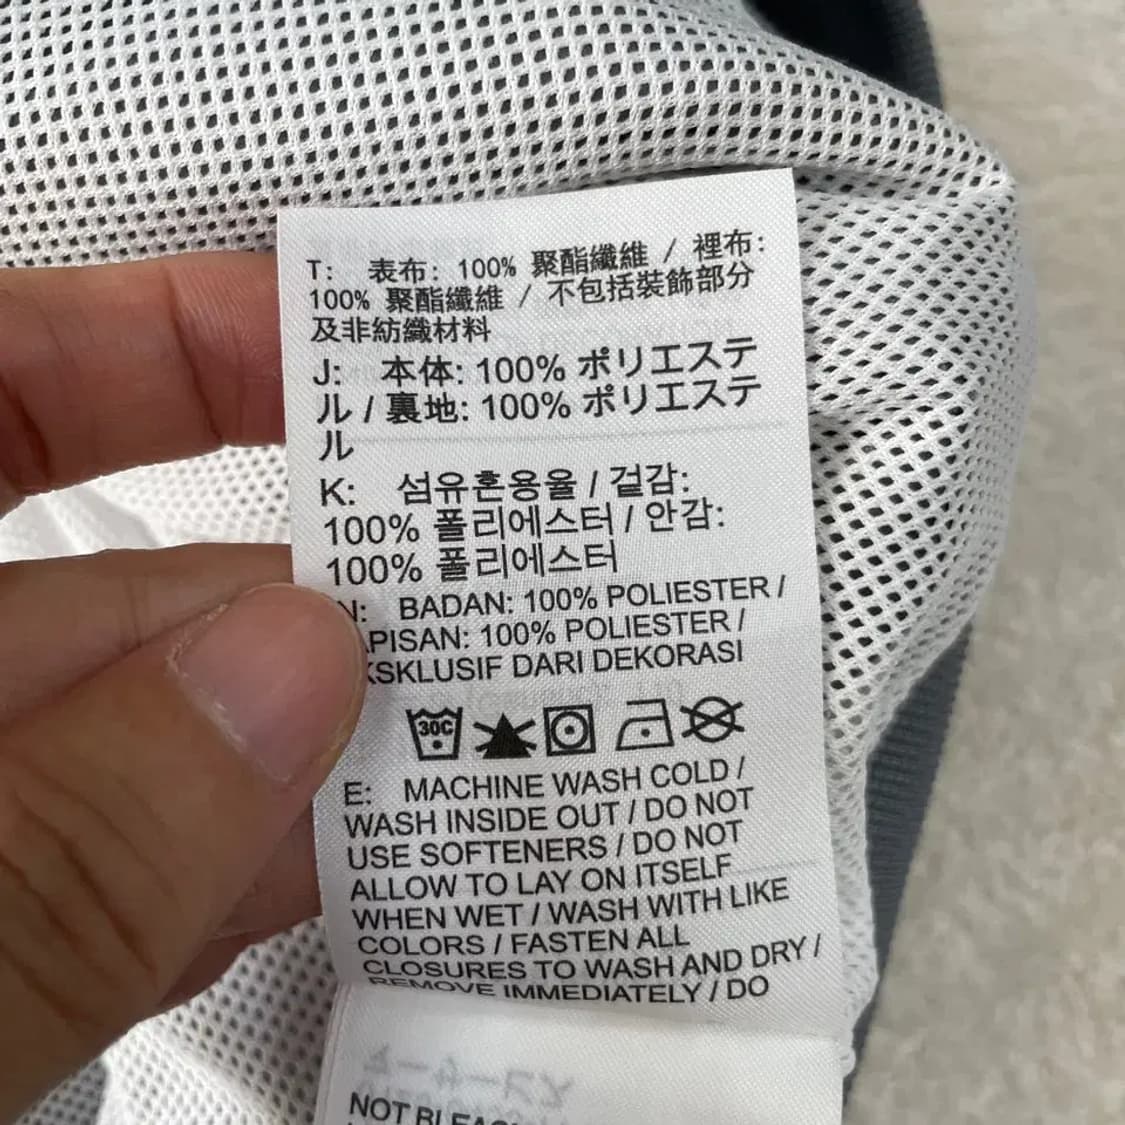 T: 表布: 100% 聚酯纖維 / 裡布:
100% 聚酯纖維 / 不包括裝飾部分
及非紡織材料
J: 本体: 100% ポリエステ
ル / 裏地: 100% ポリエステ
ル
K: 섬유혼용율 / 겉감:
100% 폴리에스터 / 안감:
100% 폴리에스터
N: BADAN: 100% POLIESTER /
APISAN: 100% POLIESTER /
KSKLUSIF DARI DEKORASI
30C
E: MACHINE WASH COLD /
WASH INSIDE OUT / DO NOT
USE SOFTENERS / DO NOT
ALLOW TO LAY ON ITSELF
WHEN WET / WASH WITH LIKE
COLORS / FASTEN ALL
CLOSURES TO WASH AND DRY /
REMOVE IMMEDIATELY / DO
NOT